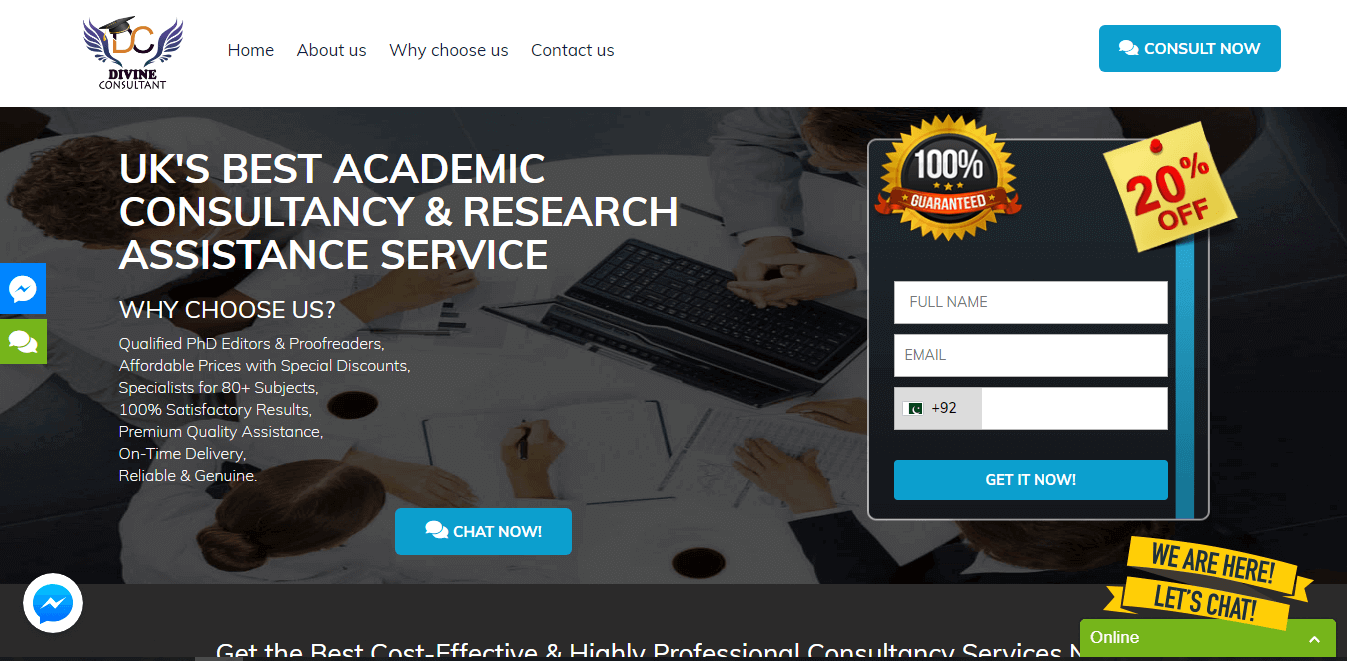 DC
DIVINE
CONSULTANT
Home
About us
Why choose us
Contact us
CONSULT NOW
UK'S BEST ACADEMIC
CONSULTANCY & RESEARCH
ASSISTANCE SERVICE
WHY CHOOSE US?
Qualified PhD Editors & Proofreaders,
Affordable Prices with Special Discounts,
Specialists for 80+ Subjects,
100% Satisfactory Results,
Premium Quality Assistance,
On-Time Delivery,
Reliable & Genuine.
CHAT NOW!
100%
GUARANTEED
20%
OFF
FULL NAME
EMAIL
+92
GET IT NOW!
WE ARE HERE!
LET'S CHAT!
Online
Get the Best Cost-Effective & Highly Professional Consultancy Services